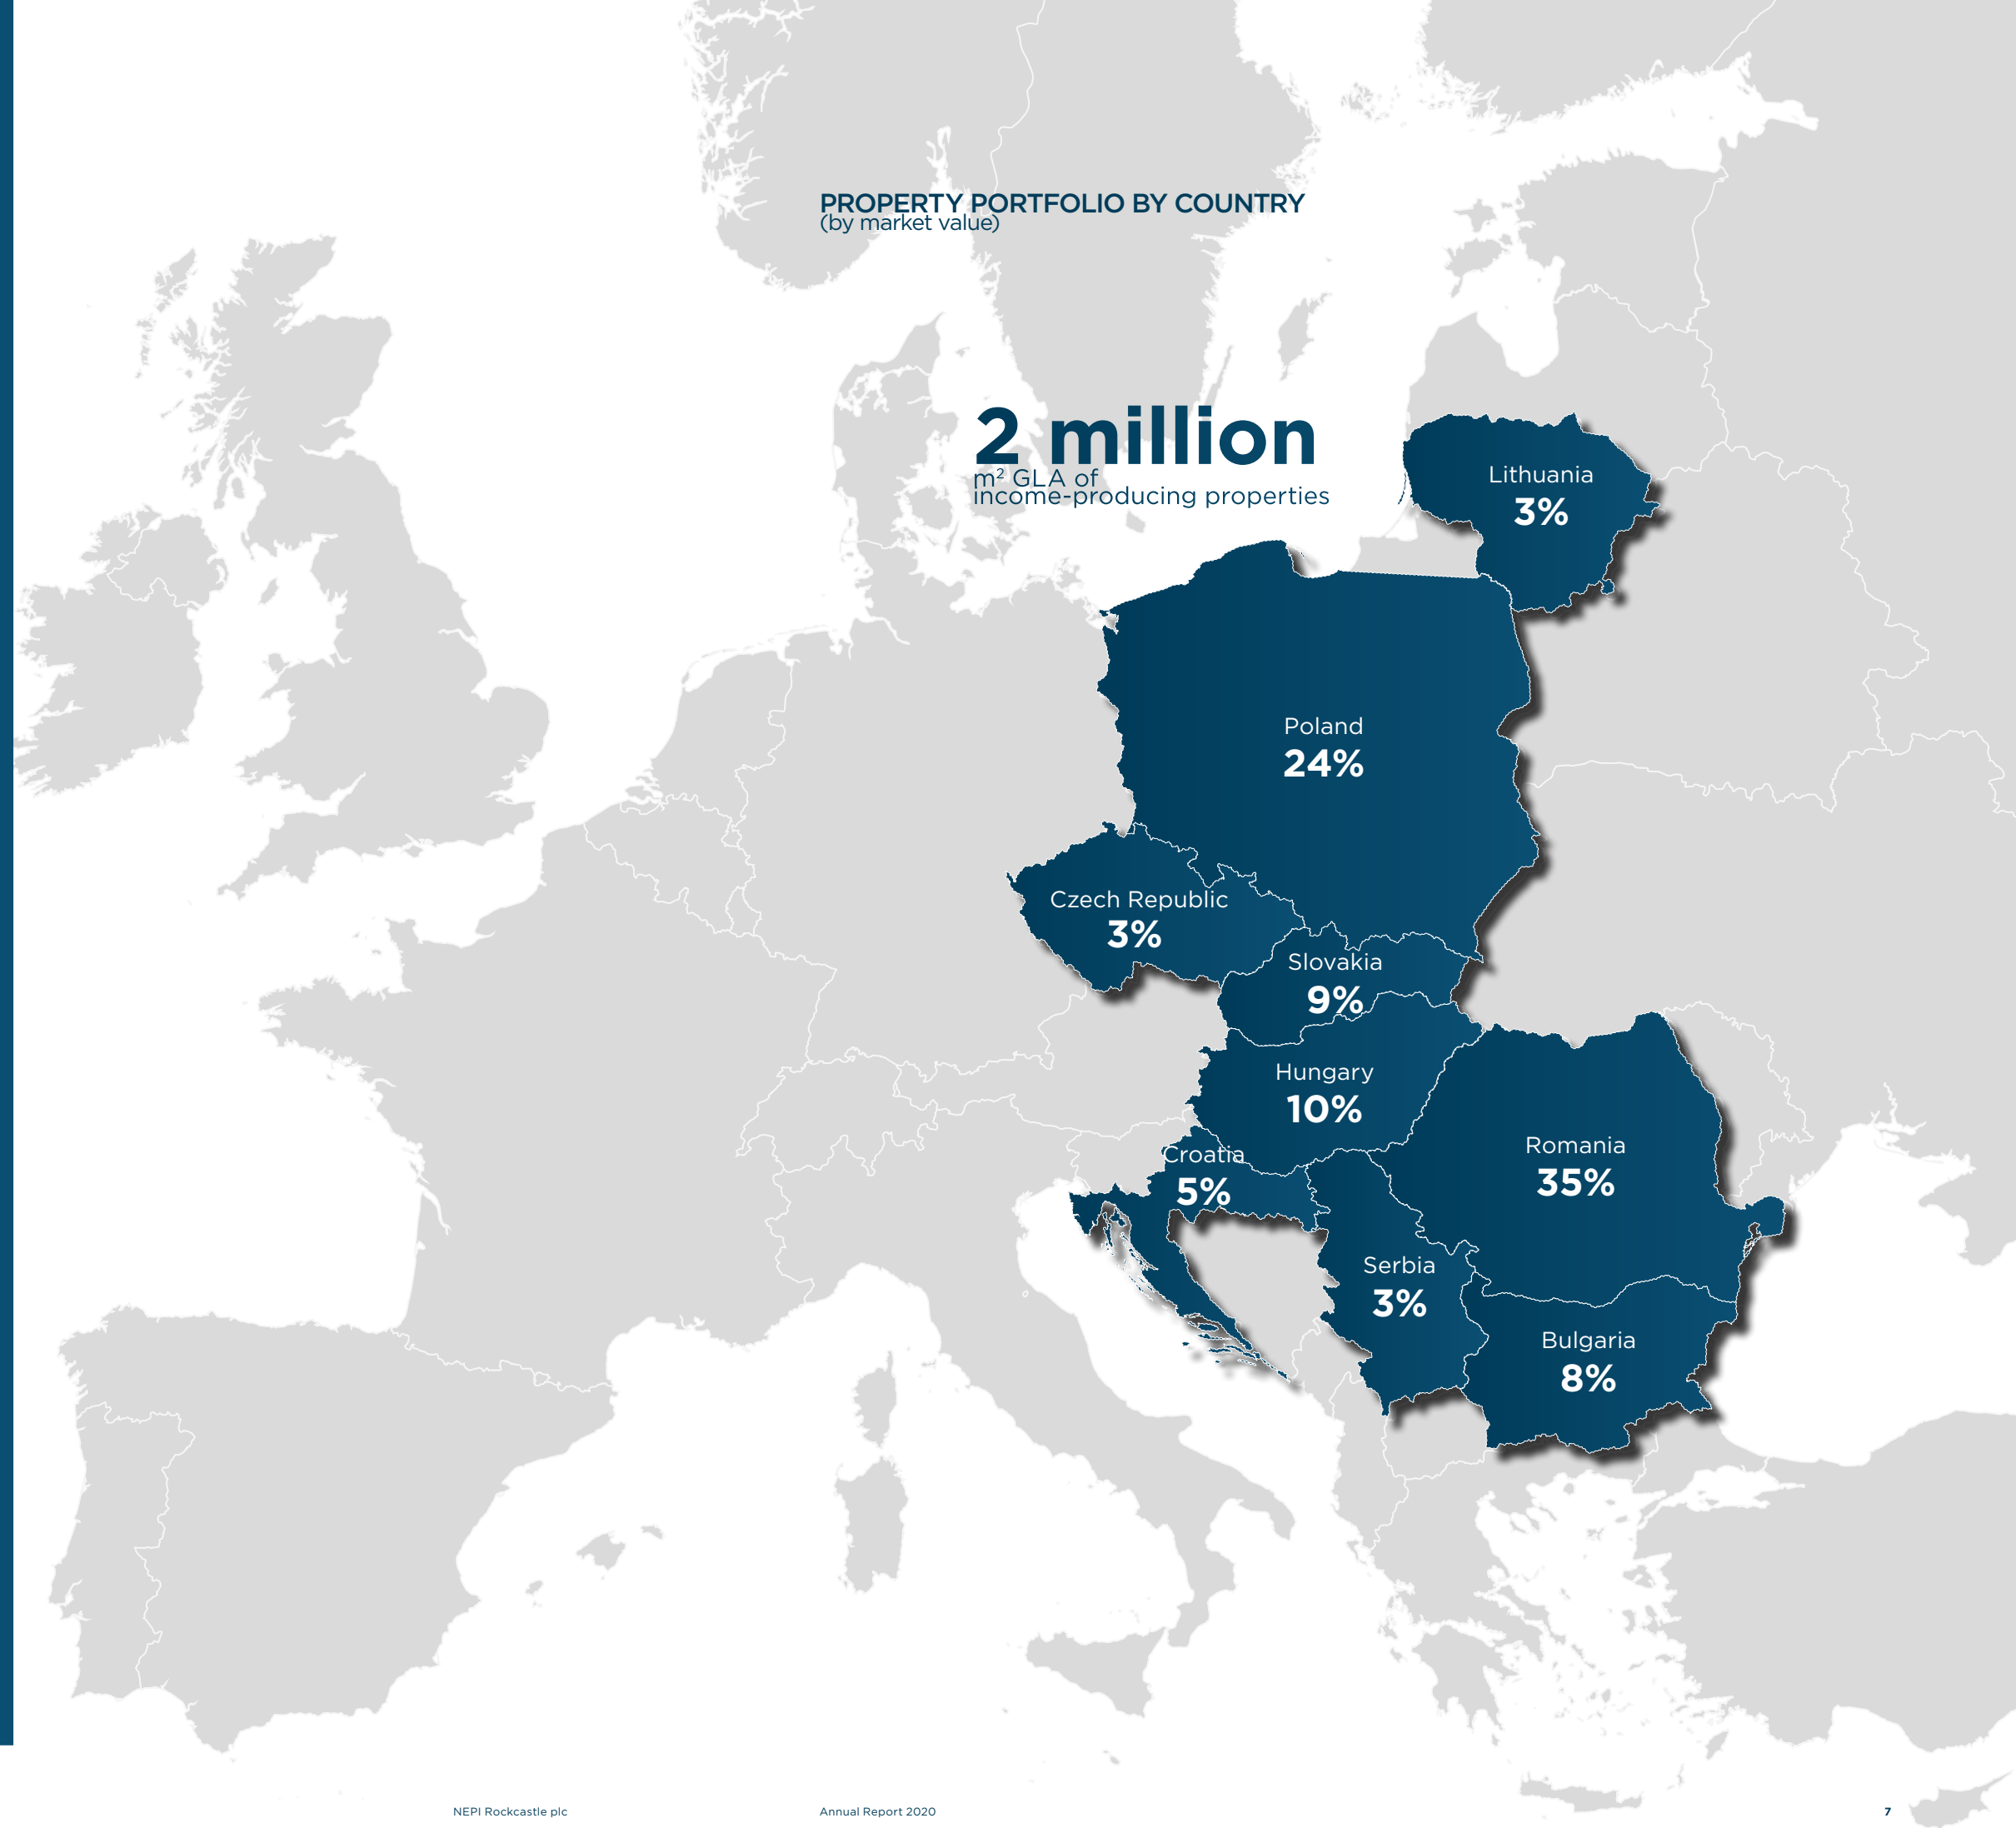 PROPERTY PORTFOLIO BY COUNTRY
(by market value)
2 million
m² GLA of
income-producing properties
Lithuania
3%
Poland
24%
Czech Republic
3%
Slovakia
9%
Hungary
10%
Croatia
5%
Romania
35%
Serbia
3%
Bulgaria
8%
NEPI Rockcastle plc
Annual Report 2020
7